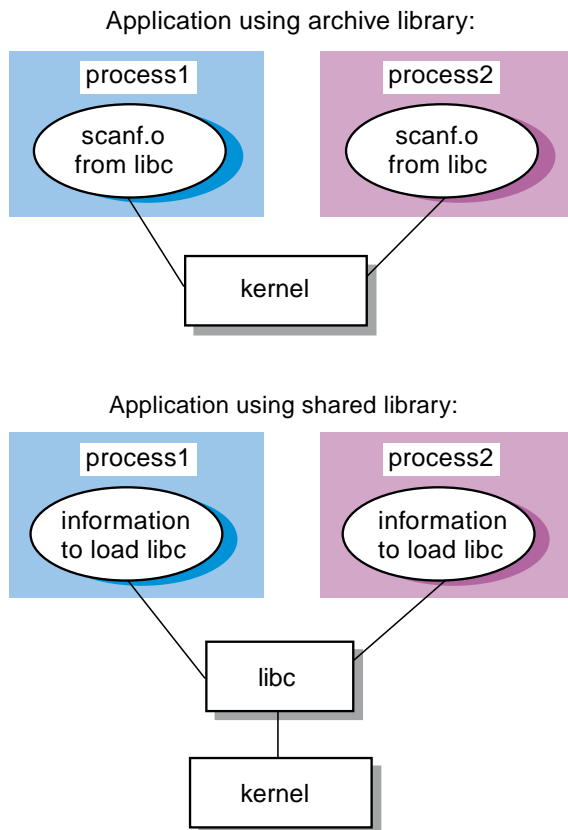 Application using archive library:
process1
process2
scanf.o
from libc
scanf.o
from libc
kernel
Application using shared library:
process1
process2
information
to load libc
information
to load libc
libc
kernel